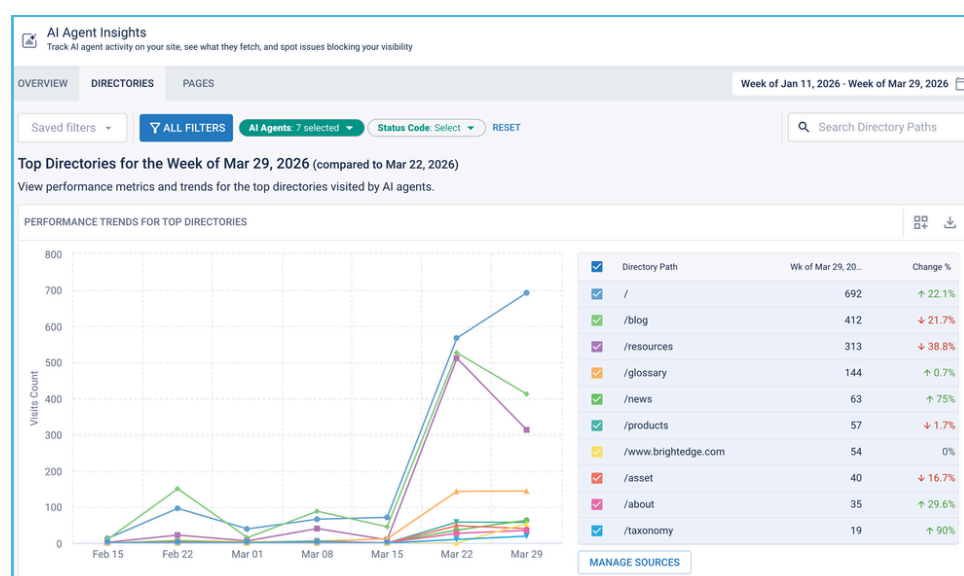 AI Agent Insights
Track AI agent activity on your site, see what they fetch, and spot issues blocking your visibility
OVERVIEW DIRECTORIES PAGES Week of Jan 11, 2026 - Week of Mar 29, 2026
Saved filters ALL FILTERS AI Agents: 7 selected Status Code: Select RESET Search Directory Paths
Top Directories for the Week of Mar 29, 2026 (compared to Mar 22, 2026)
View performance metrics and trends for the top directories visited by AI agents.
PERFORMANCE TRENDS FOR TOP DIRECTORIES
Visits Count
800
700
600
500
400
300
200
100
0
Feb 15 Feb 22 Mar 01 Mar 08 Mar 15 Mar 22 Mar 29
Directory Path Wk of Mar 29, 20... Change %
/ 692 ↑ 22.1%
/blog 412 ↓ 21.7%
/resources 313 ↓ 38.8%
/glossary 144 ↑ 0.7%
/news 63 ↑ 75%
/products 57 ↓ 1.7%
/www.brightedge.com 54 0%
/asset 40 ↓ 16.7%
/about 35 ↑ 29.6%
/taxonomy 19 ↑ 90%
MANAGE SOURCES